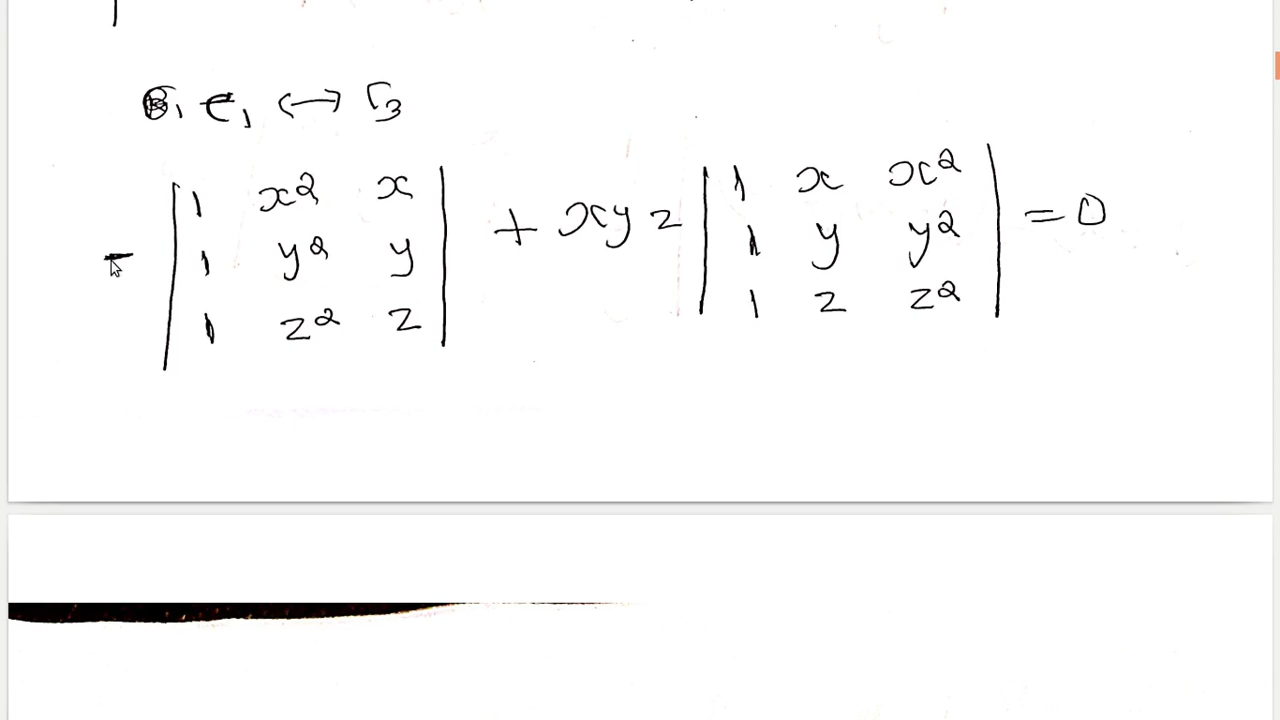 C₁ ↔ C₃
- | 1 x² x | + xyz | 1 x x² | = 0
| 1 y² y | | 1 y y² |
| 1 z² z | | 1 z z² |